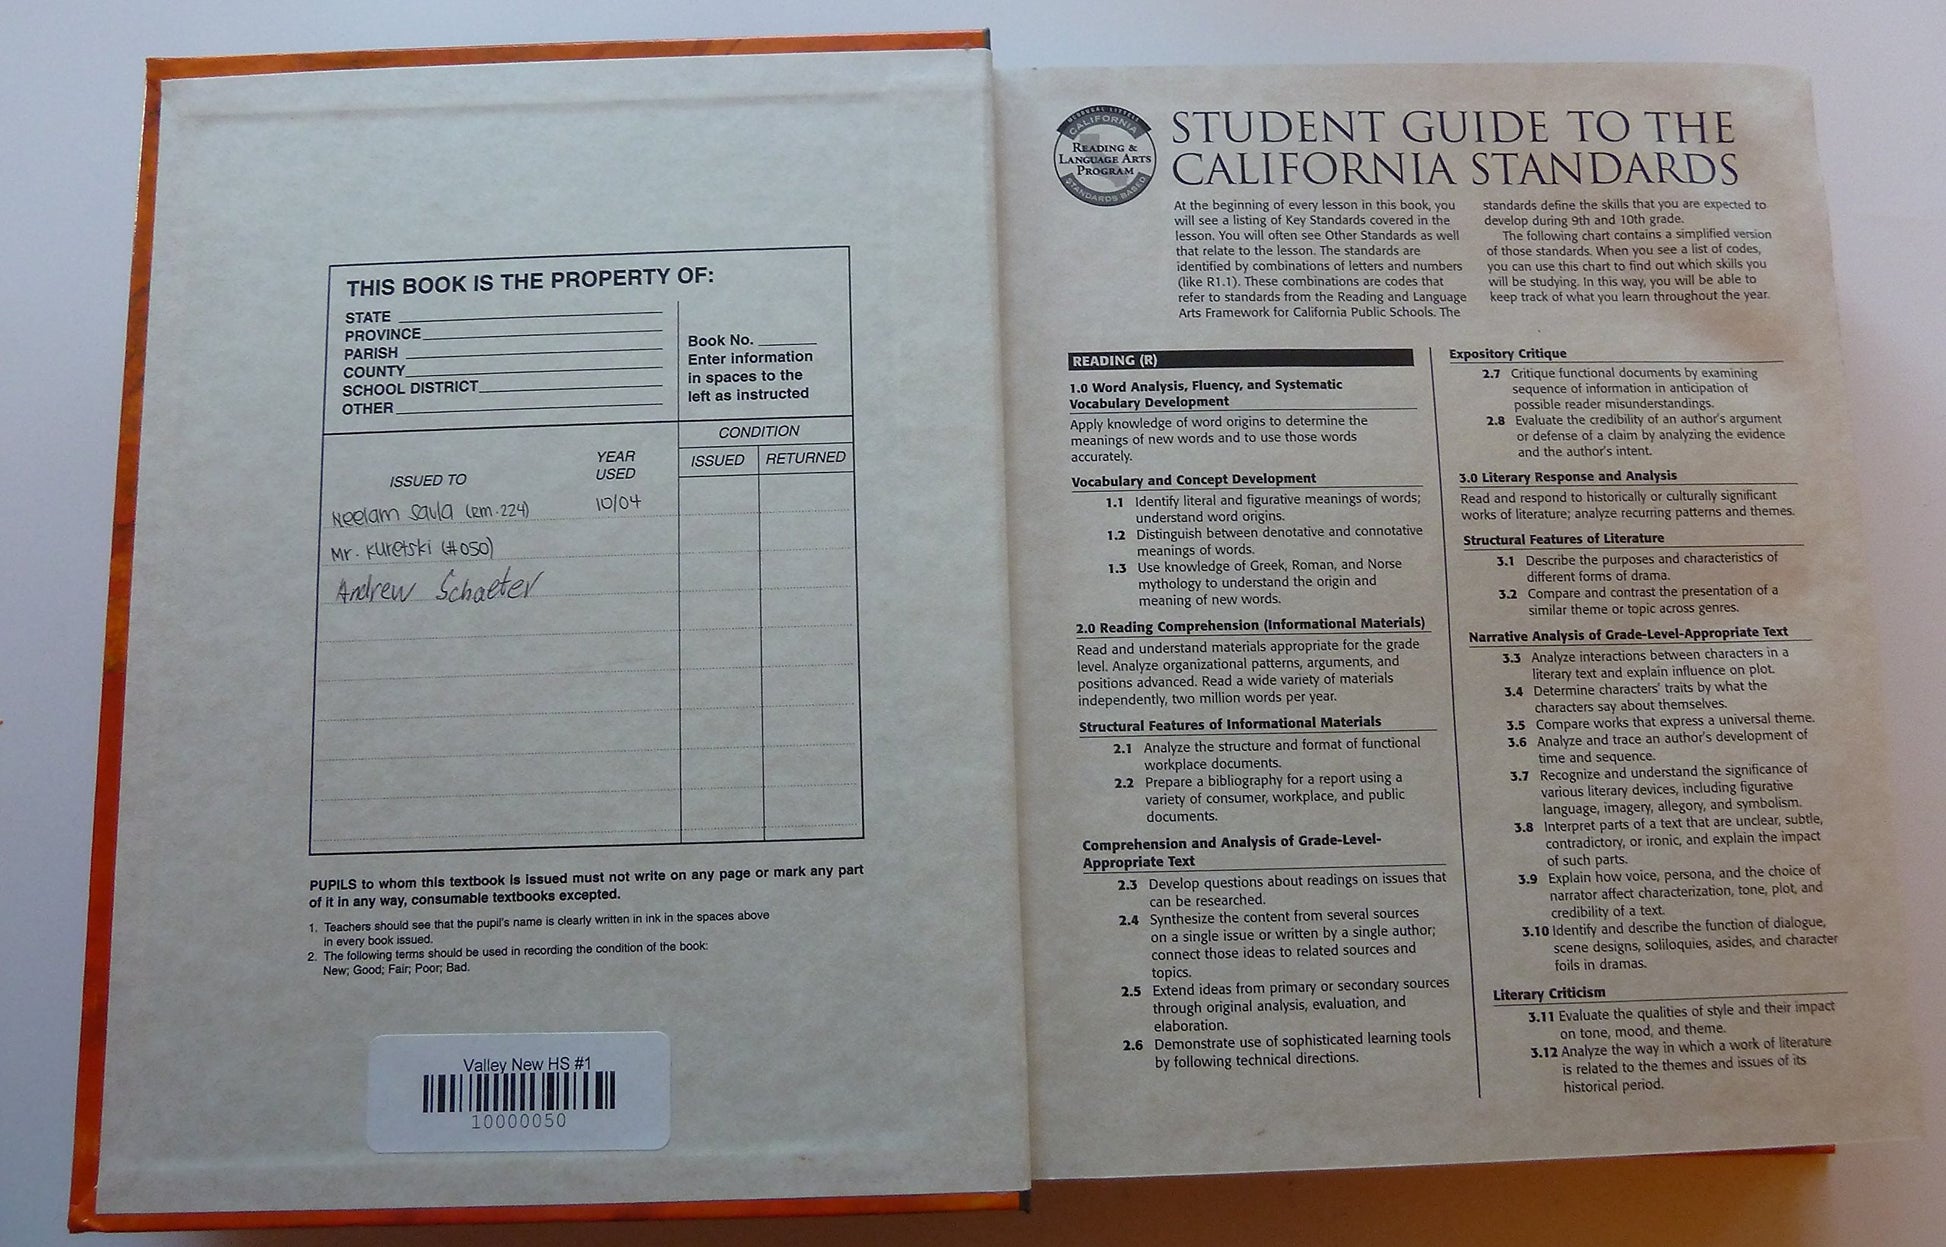 THIS BOOK IS THE PROPERTY OF:
STATE
PROVINCE
PARISH
COUNTY
SCHOOL DISTRICT
OTHER
Book No.
Enter information
in spaces to the
left as instructed
CONDITION
ISSUED TO
YEAR
USED
ISSUED
RETURNED
Neelam Savla (rm.224) 10/04
Mr. Kuretski (#050)
Andrew Schaefer
PUPILS to whom this textbook is issued must not write on any page or mark any part
of it in any way, consumable textbooks excepted.
1. Teachers should see that the pupil's name is clearly written in ink in the spaces above
in every book issued.
2. The following terms should be used in recording the condition of the book:
New; Good; Fair; Poor; Bad.
Valley New HS #1
10000050
CALIFORNIA
READING &
LANGUAGE ARTS
PROGRAM
STANDARDS BASED
STUDENT GUIDE TO THE
CALIFORNIA STANDARDS
At the beginning of every lesson in this book, you
will see a listing of Key Standards covered in the
lesson. You will often see Other Standards as well
that relate to the lesson. The standards are
identified by combinations of letters and numbers
(like R1.1). These combinations are codes that
refer to standards from the Reading and Language
Arts Framework for California Public Schools. The
standards define the skills that you are expected to
develop during 9th and 10th grade.
The following chart contains a simplified version
of those standards. When you see a list of codes,
you can use this chart to find out which skills you
will be studying. In this way, you will be able to
keep track of what you learn throughout the year.
READING (R)
1.0 Word Analysis, Fluency, and Systematic
Vocabulary Development
Apply knowledge of word origins to determine the
meanings of new words and to use those words
accurately.
Vocabulary and Concept Development
1.1 Identify literal and figurative meanings of words;
understand word origins.
1.2 Distinguish between denotative and connotative
meanings of words.
1.3 Use knowledge of Greek, Roman, and Norse
mythology to understand the origin and
meaning of new words.
2.0 Reading Comprehension (Informational Materials)
Read and understand materials appropriate for the grade
level. Analyze organizational patterns, arguments, and
positions advanced. Read a wide variety of materials
independently, two million words per year.
Structural Features of Informational Materials
2.1 Analyze the structure and format of functional
workplace documents.
2.2 Prepare a bibliography for a report using a
variety of consumer, workplace, and public
documents.
Comprehension and Analysis of Grade-Level-
Appropriate Text
2.3 Develop questions about readings on issues that
can be researched.
2.4 Synthesize the content from several sources
on a single issue or written by a single author;
connect those ideas to related sources and
topics.
2.5 Extend ideas from primary or secondary sources
through original analysis, evaluation, and
elaboration.
2.6 Demonstrate use of sophisticated learning tools
by following technical directions.
Expository Critique
2.7 Critique functional documents by examining
sequence of information in anticipation of
possible reader misunderstandings.
2.8 Evaluate the credibility of an author's argument
or defense of a claim by analyzing the evidence
and the author's intent.
3.0 Literary Response and Analysis
Read and respond to historically or culturally significant
works of literature; analyze recurring patterns and themes.
Structural Features of Literature
3.1 Describe the purposes and characteristics of
different forms of drama.
3.2 Compare and contrast the presentation of a
similar theme or topic across genres.
Narrative Analysis of Grade-Level-Appropriate Text
3.3 Analyze interactions between characters in a
literary text and explain influence on plot.
3.4 Determine characters' traits by what the
characters say about themselves.
3.5 Compare works that express a universal theme.
3.6 Analyze and trace an author's development of
time and sequence.
3.7 Recognize and understand the significance of
various literary devices, including figurative
language, imagery, allegory, and symbolism.
3.8 Interpret parts of a text that are unclear, subtle,
contradictory, or ironic, and explain the impact
of such parts.
3.9 Explain how voice, persona, and the choice of
narrator affect characterization, tone, plot, and
credibility of a text.
3.10 Identify and describe the function of dialogue,
scene designs, soliloquies, asides, and character
foils in dramas.
Literary Criticism
3.11 Evaluate the qualities of style and their impact
on tone, mood, and theme.
3.12 Analyze the way in which a work of literature
is related to the themes and issues of its
historical period.